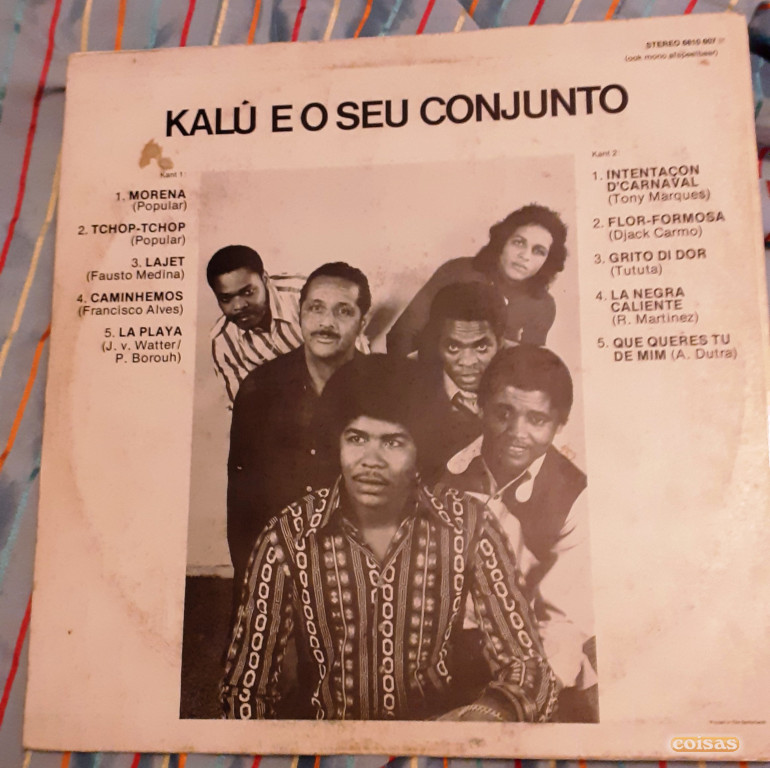 STEREO 6810 607
(ook mono afspeelbaar)
KALÚ E O SEU CONJUNTO
Kant 1:
1. MORENA
(Popular)
2. TCHOP-TCHOP
(Popular)
3. LAJET
(Fausto Medina)
4. CAMINHEMOS
(Francisco Alves)
5. LA PLAYA
(J. v. Watter/
P. Borouh)
Kant 2:
1. INTENTAÇON
D'CARNAVAL
(Tony Marques)
2. FLOR-FORMOSA
(Djack Carmo)
3. GRITO DI DOR
(Tututa)
4. LA NEGRA
CALIENTE
(R. Martinez)
5. QUE QUERES TU
DE MIM (A. Dutra)
coisas